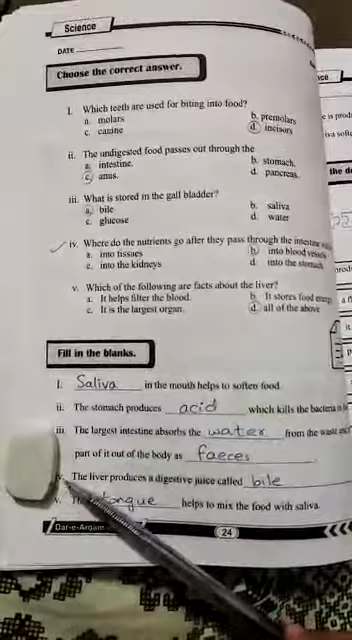 Science
DATE
Choose the correct answer.
i. Which teeth are used for biting into food?
a. molars b. premolars
c. canine d. incisors
ii. The undigested food passes out through the
a. intestine. b. stomach.
c. anus. d. pancreas.
iii. What is stored in the gall bladder?
a. bile b. saliva
c. glucose d. water
iv. Where do the nutrients go after they pass through the intestine
a. into tissues b. into blood vessels
c. into the kidneys d. into the stomach
v. Which of the following are facts about the liver?
a. It helps filter the blood. b. It stores food energy
c. It is the largest organ. d. all of the above
Fill in the blanks.
i. Saliva in the mouth helps to soften food
ii. The stomach produces acid which kills the bacteria in
iii. The largest intestine absorbs the water from the waste
part of it out of the body as faeces
iv. The liver produces a digestive juice called bile
v. tongue helps to mix the food with saliva.
Dar-e-Arqam
24